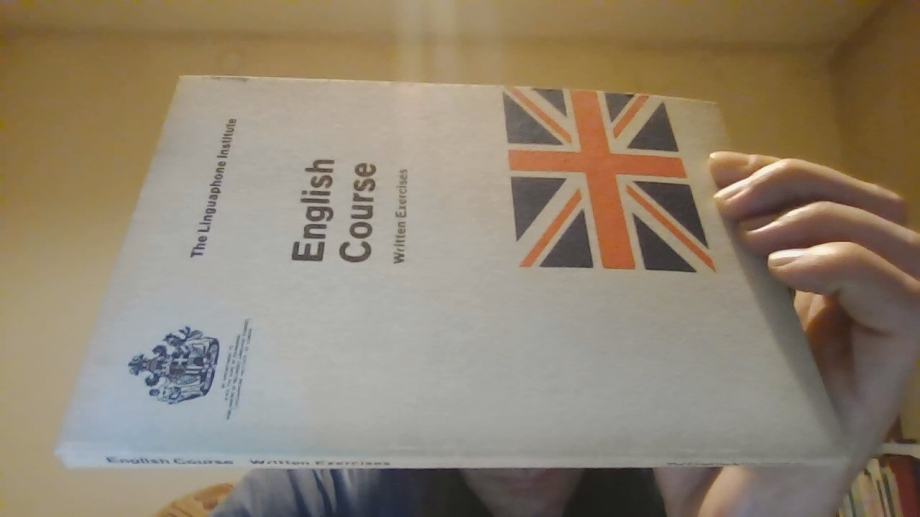 The Linguaphone Institute
English
Course
Written Exercises
English Course Written Exercises